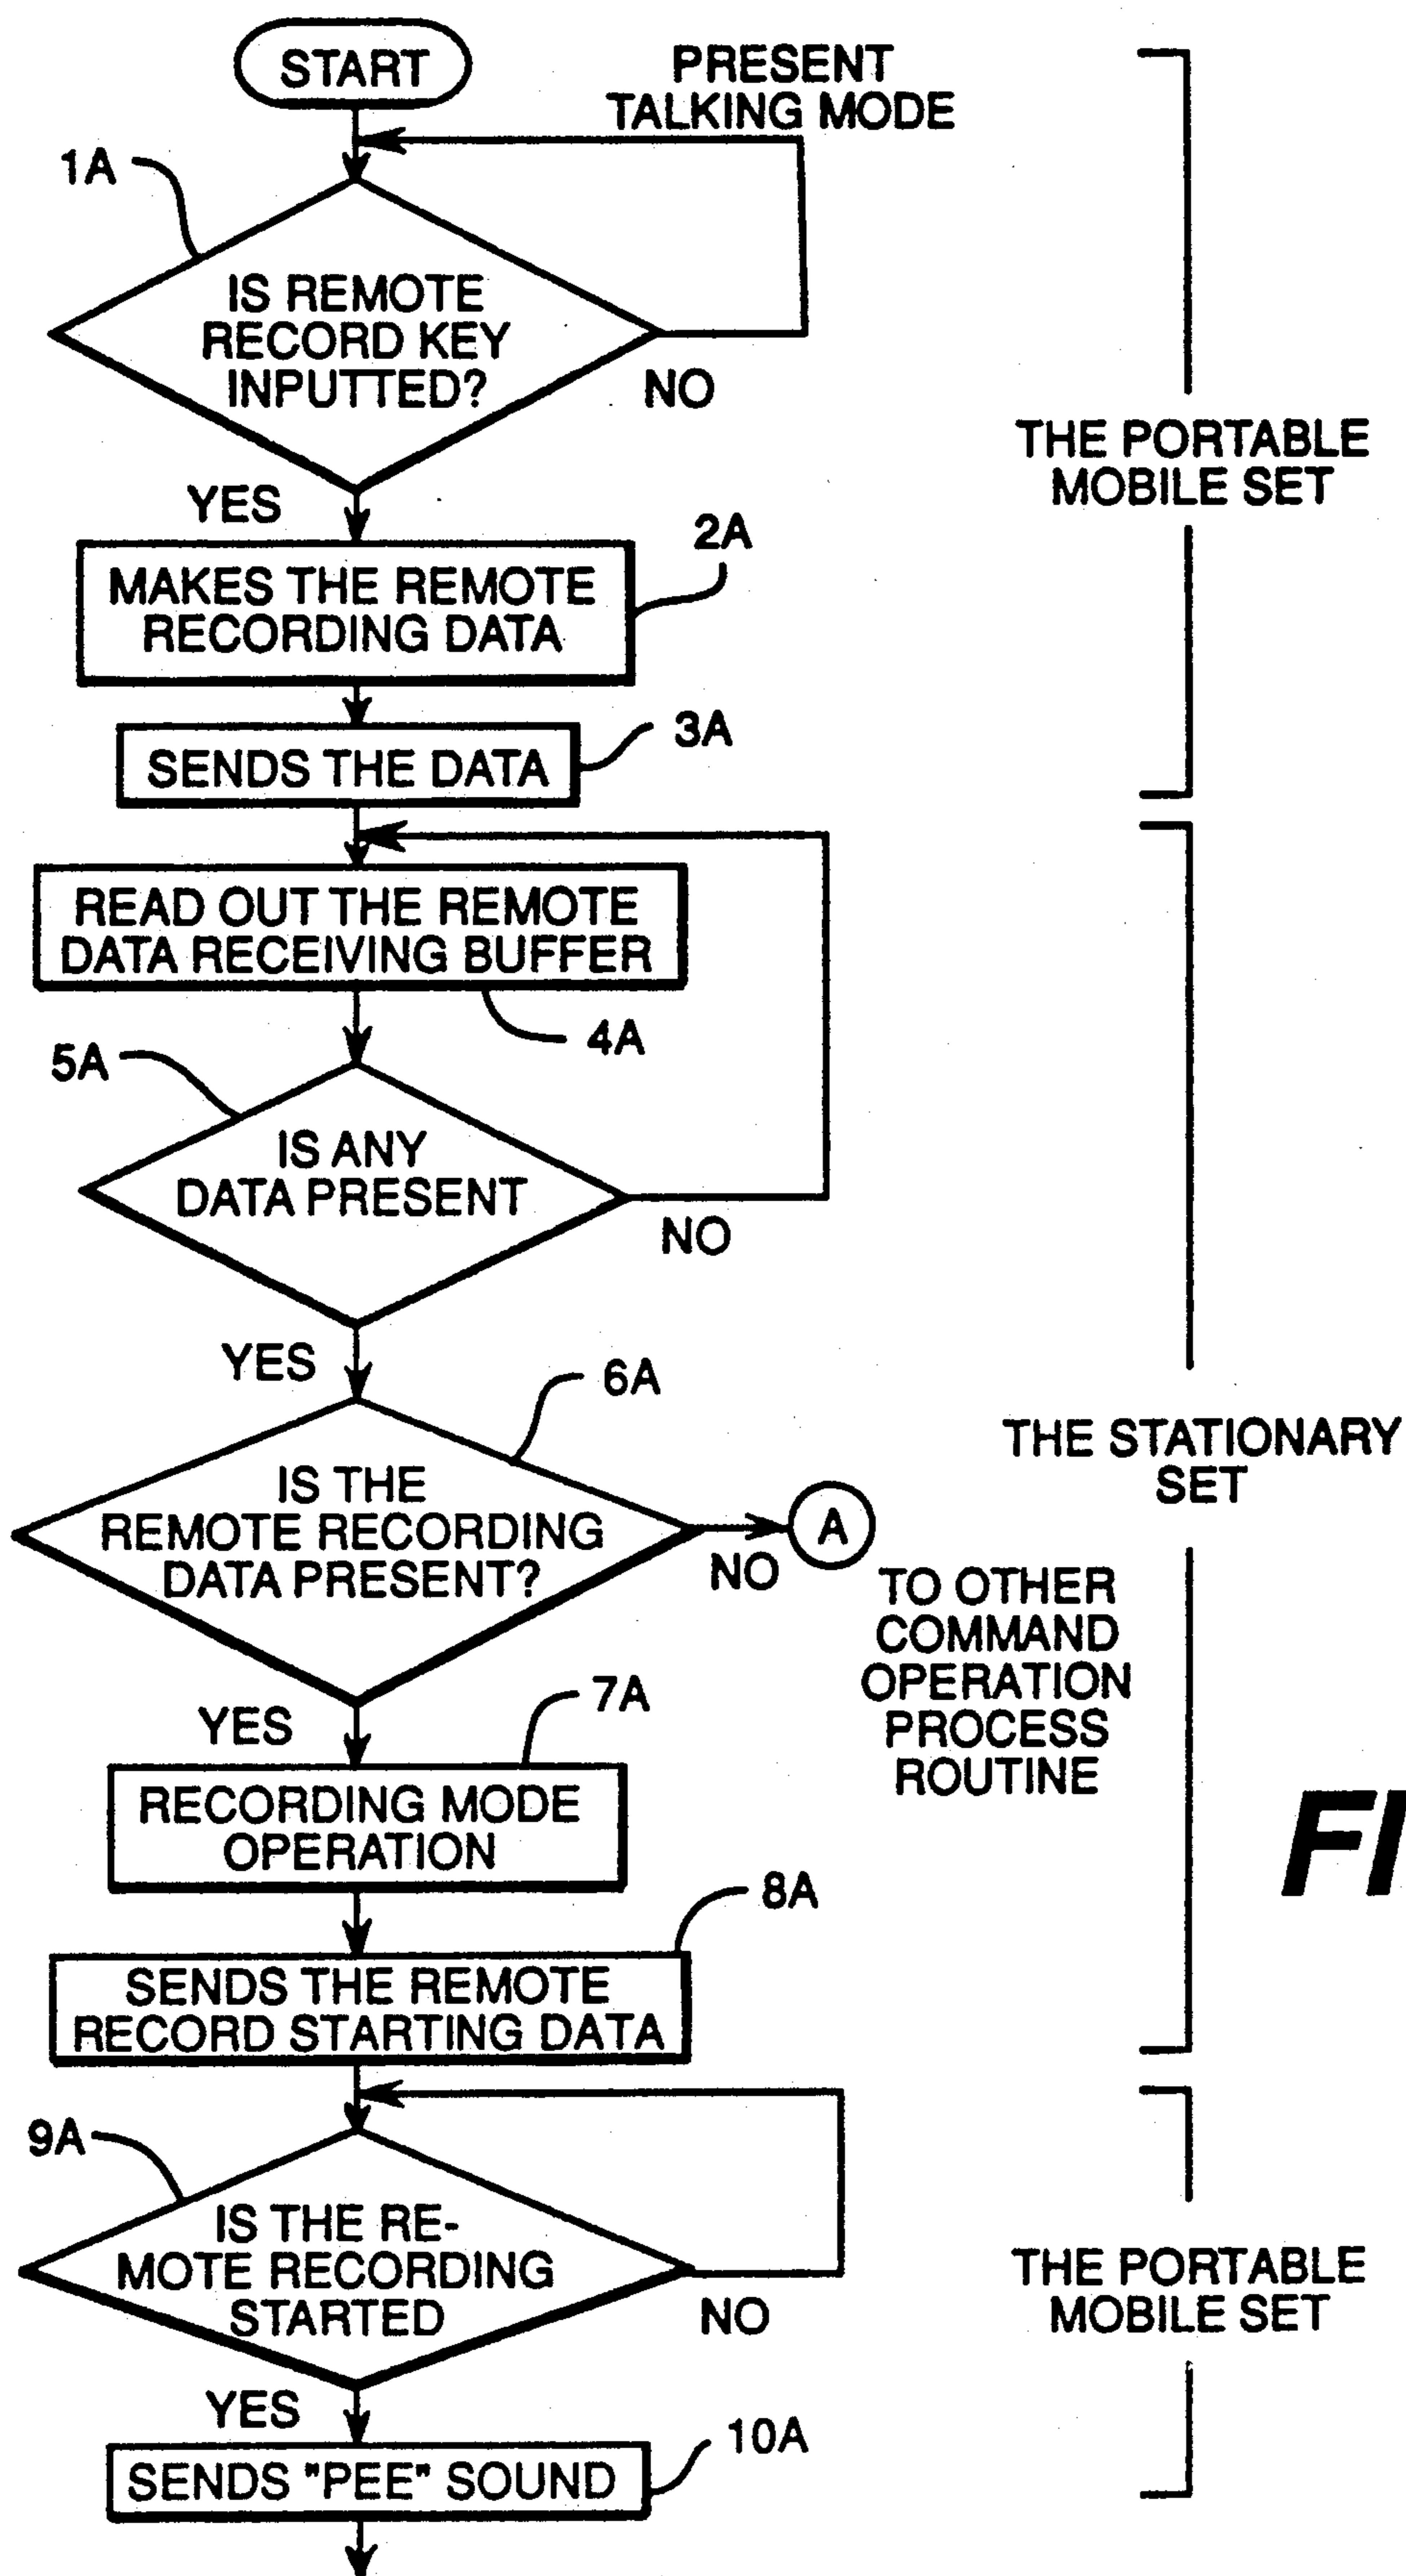 START
PRESENT
TALKING MODE
1A
IS REMOTE
RECORD KEY
INPUTTED?
NO
THE PORTABLE
MOBILE SET
YES
2A
MAKES THE REMOTE
RECORDING DATA
3A
SENDS THE DATA
READ OUT THE REMOTE
DATA RECEIVING BUFFER
4A
5A
IS ANY
DATA PRESENT
NO
YES
6A
THE STATIONARY
SET
IS THE
REMOTE RECORDING
DATA PRESENT?
NO
A
TO OTHER
COMMAND
OPERATION
PROCESS
ROUTINE
YES
7A
RECORDING MODE
OPERATION
FI
8A
SENDS THE REMOTE
RECORD STARTING DATA
9A
IS THE RE-
MOTE RECORDING
STARTED
NO
THE PORTABLE
MOBILE SET
YES
10A
SENDS "PEE" SOUND